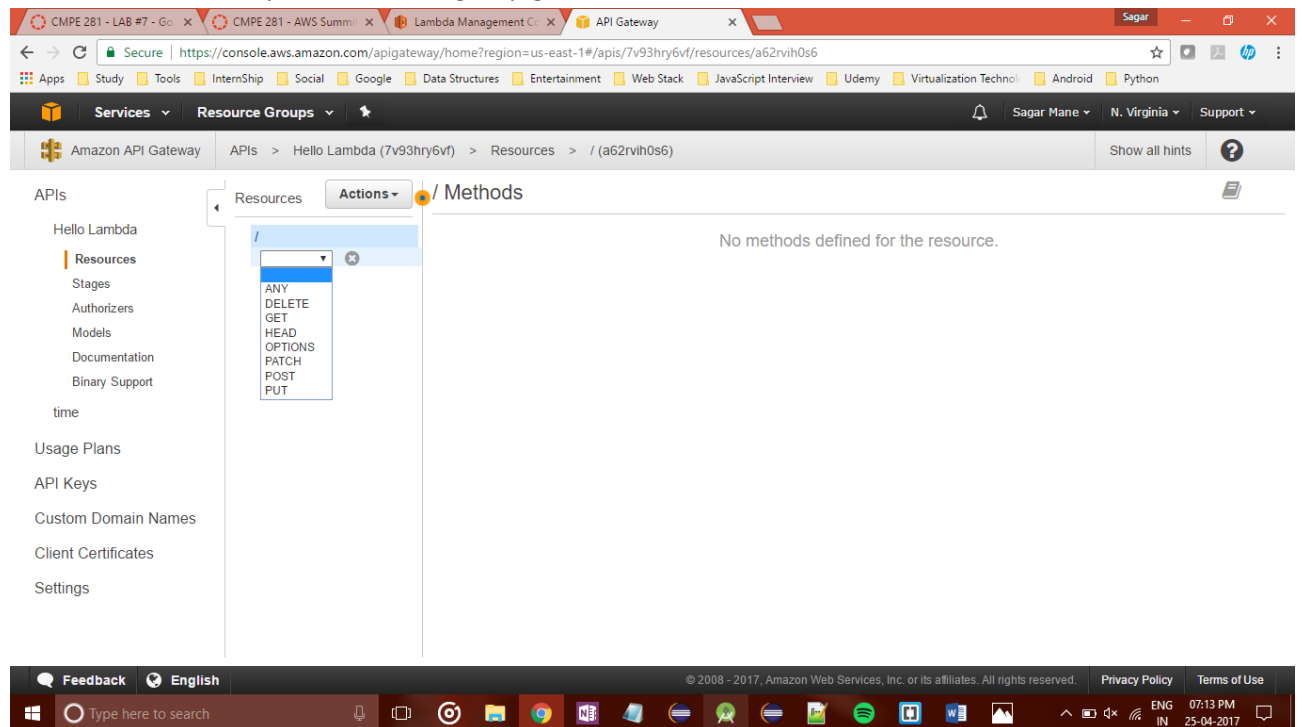 CMPE 281 - LAB #7 - Go
CMPE 281 - AWS Summi
Lambda Management Co
API Gateway
Sagar
Secure | https://console.aws.amazon.com/apigateway/home?region=us-east-1#/apis/7v93hry6vf/resources/a62rvih0s6
Apps Study Tools InternShip Social Google Data Structures Entertainment Web Stack JavaScript Interview Udemy Virtualization Technol Android Python
Services Resource Groups Sagar Mane N. Virginia Support
Amazon API Gateway APIs > Hello Lambda (7v93hry6vf) > Resources > / (a62rvih0s6) Show all hints ?
APIs
Hello Lambda
Resources
Stages
Authorizers
Models
Documentation
Binary Support
time
Usage Plans
API Keys
Custom Domain Names
Client Certificates
Settings
Resources Actions
/
ANY
DELETE
GET
HEAD
OPTIONS
PATCH
POST
PUT
/ Methods
No methods defined for the resource.
Feedback English © 2008 - 2017, Amazon Web Services, Inc. or its affiliates. All rights reserved. Privacy Policy Terms of Use
Type here to search
ENG
IN
07:13 PM
25-04-2017